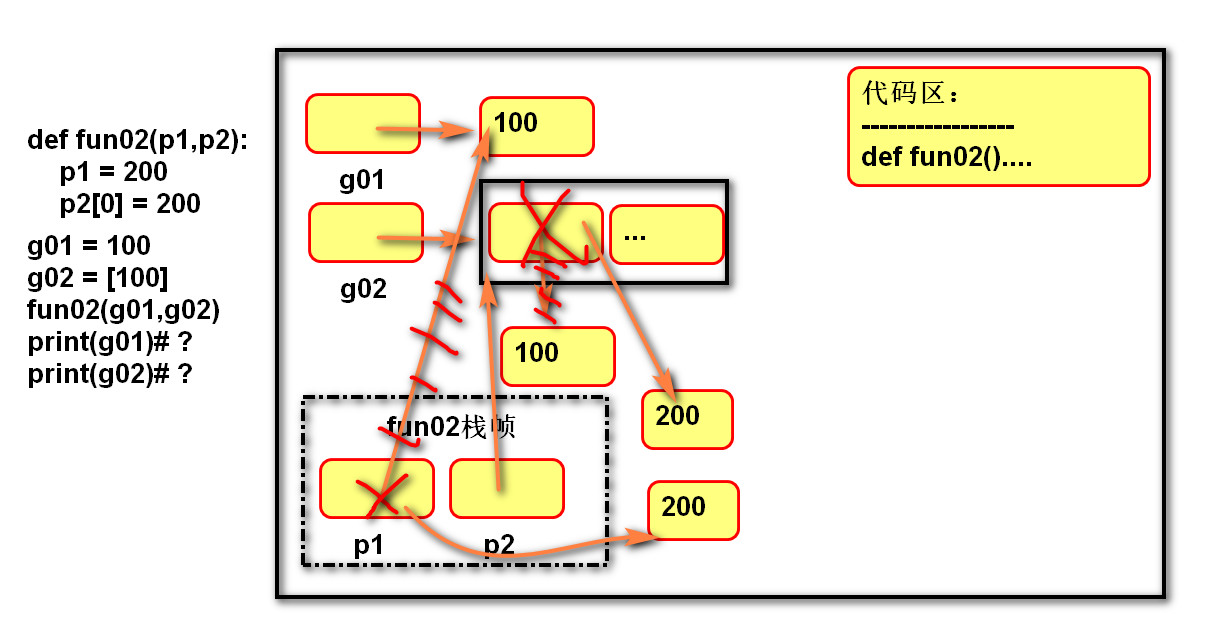 def fun02(p1,p2):
    p1 = 200
    p2[0] = 200
g01 = 100
g02 = [100]
fun02(g01,g02)
print(g01)# ?
print(g02)# ?
100
g01
...
g02
100
200
fun02栈帧
200
p1
p2
代码区：
-----------------
def fun02()....